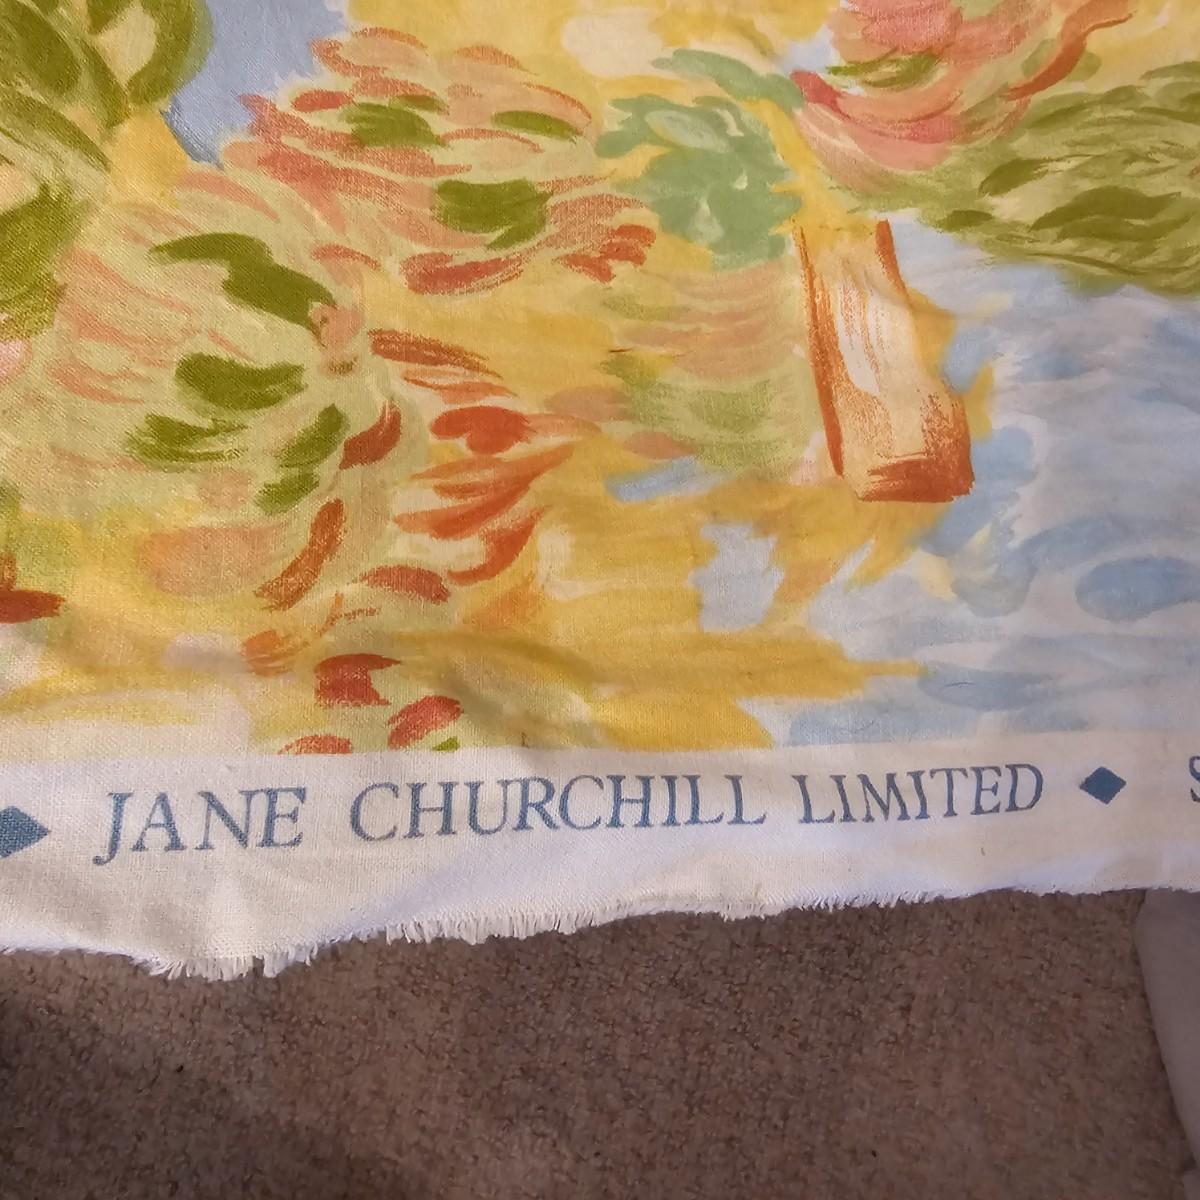 ◆ JANE CHURCHILL LIMITED ◆ S